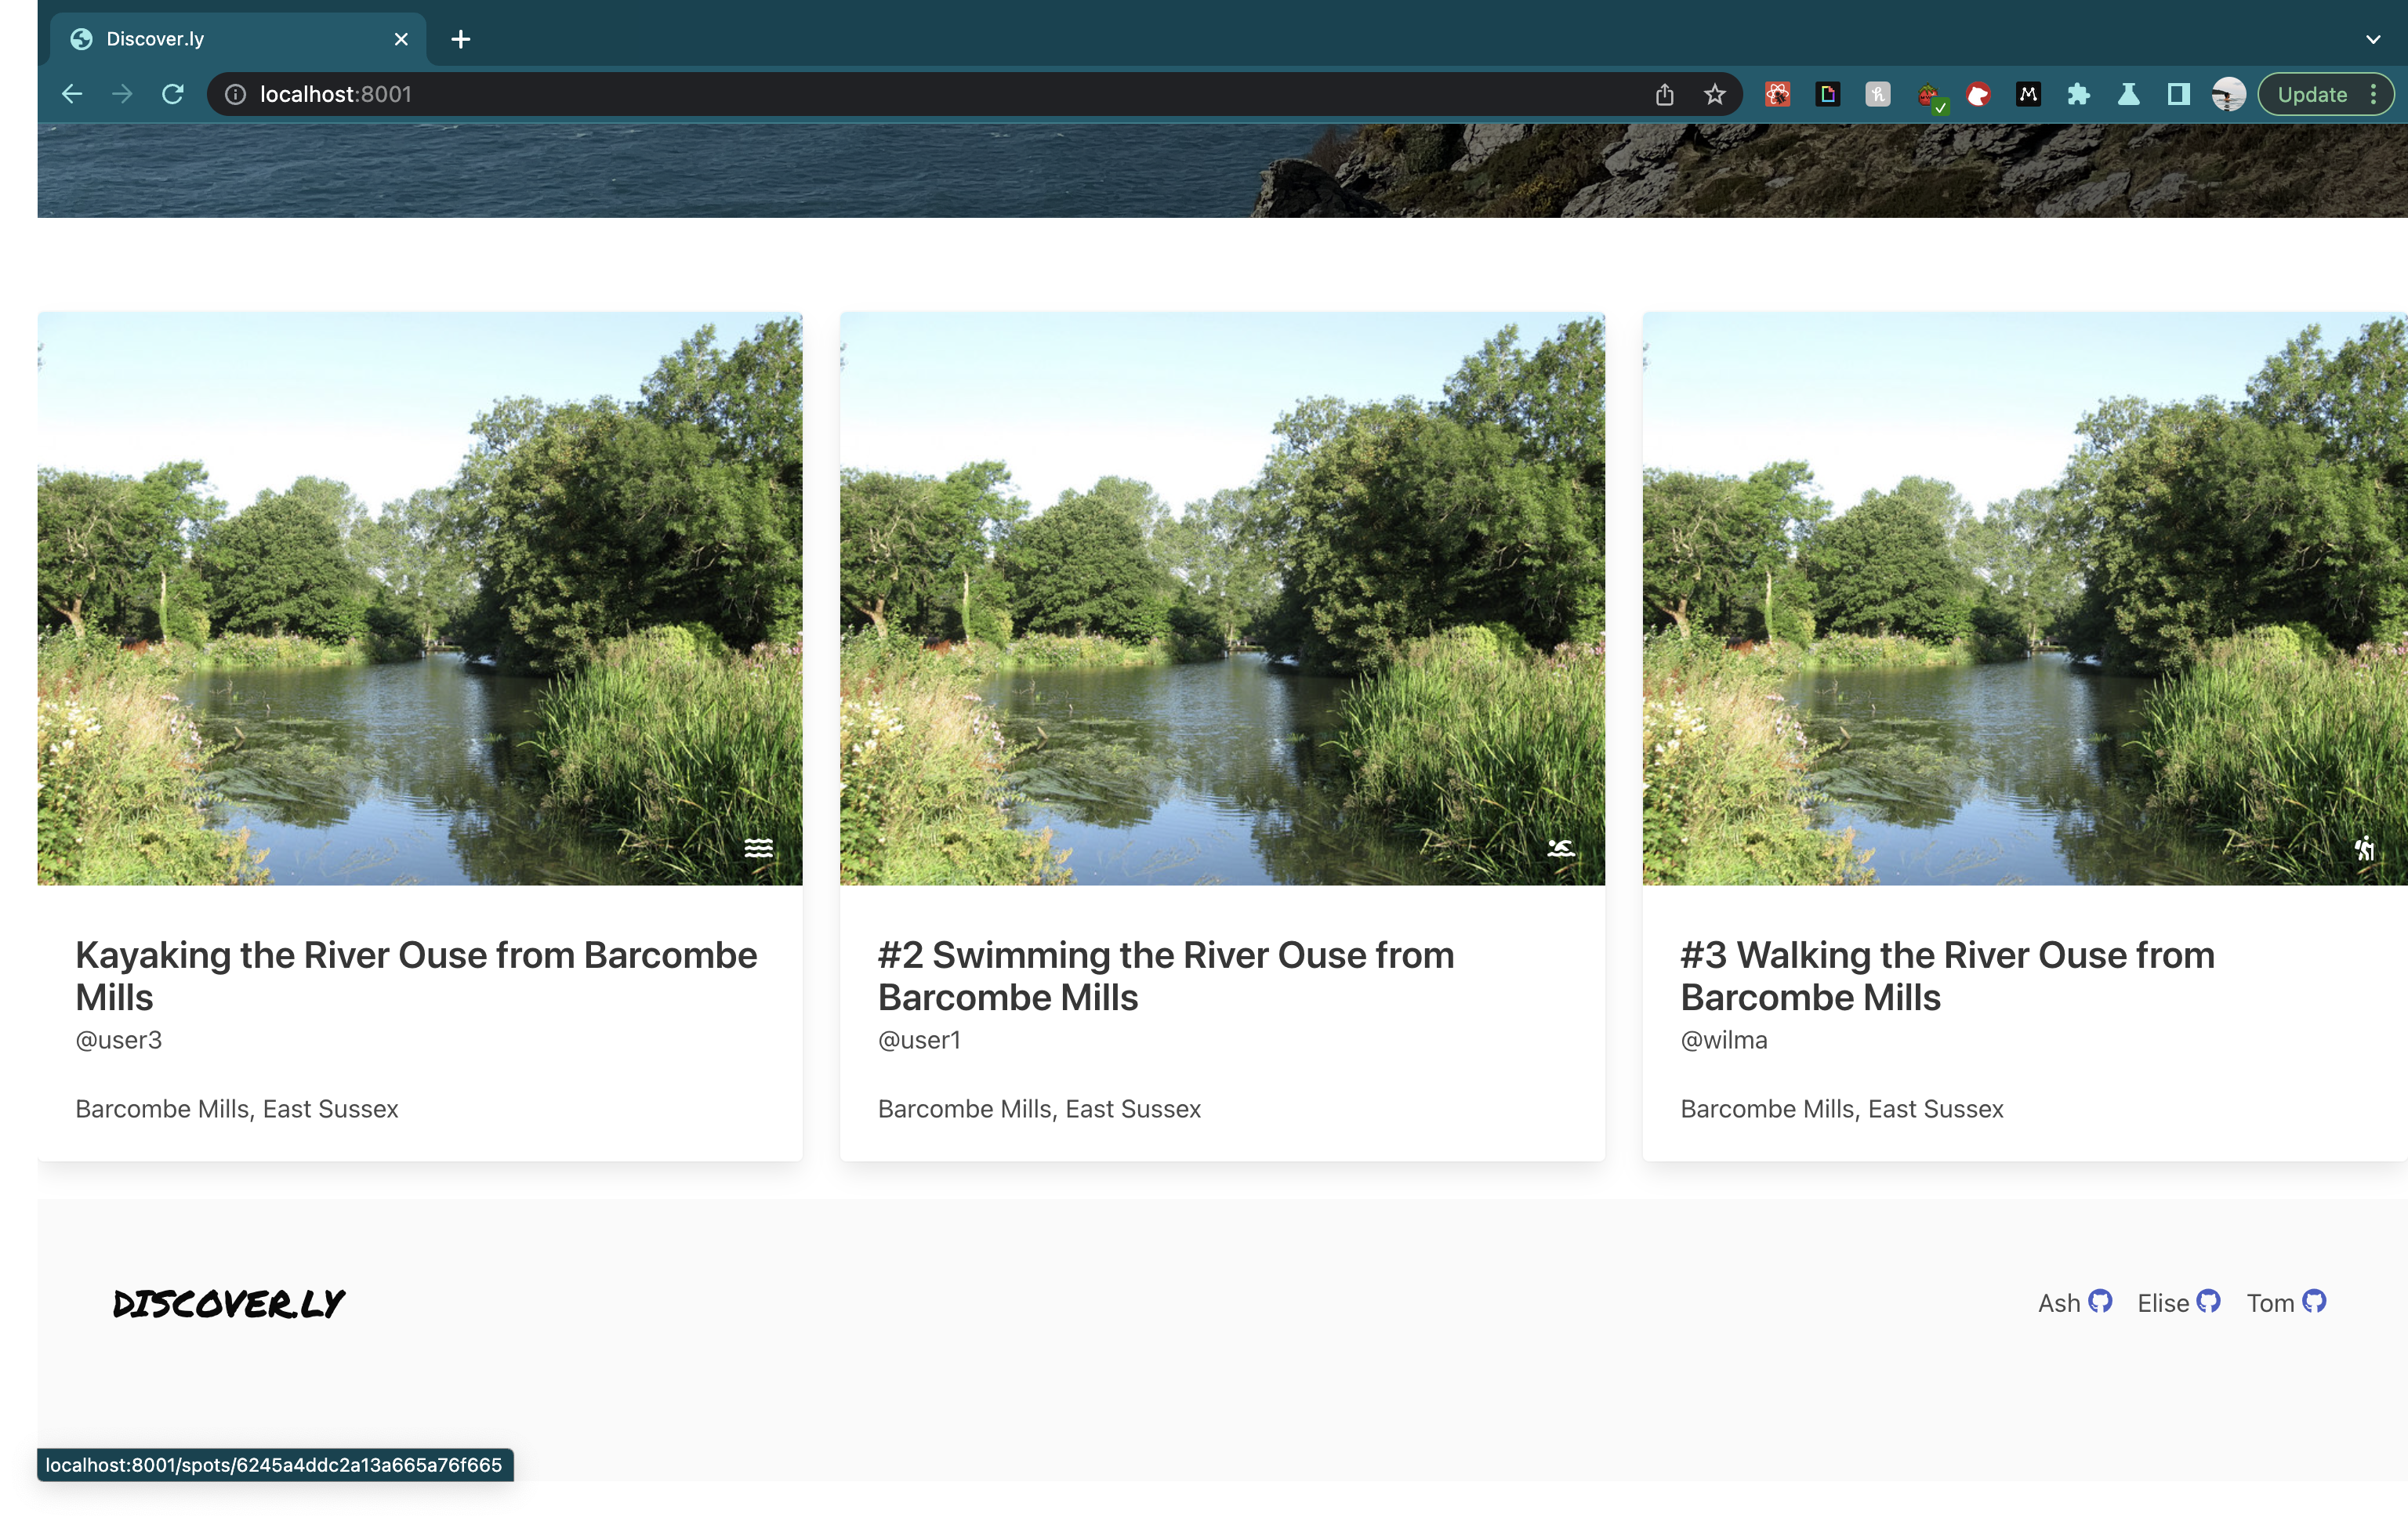 Discover.ly
localhost:8001
Update
Kayaking the River Ouse from Barcombe
Mills
@user3
Barcombe Mills, East Sussex
#2 Swimming the River Ouse from
Barcombe Mills
@user1
Barcombe Mills, East Sussex
#3 Walking the River Ouse from
Barcombe Mills
@wilma
Barcombe Mills, East Sussex
DISCOVER.LY
Ash Elise Tom
localhost:8001/spots/6245a4ddc2a13a665a76f665